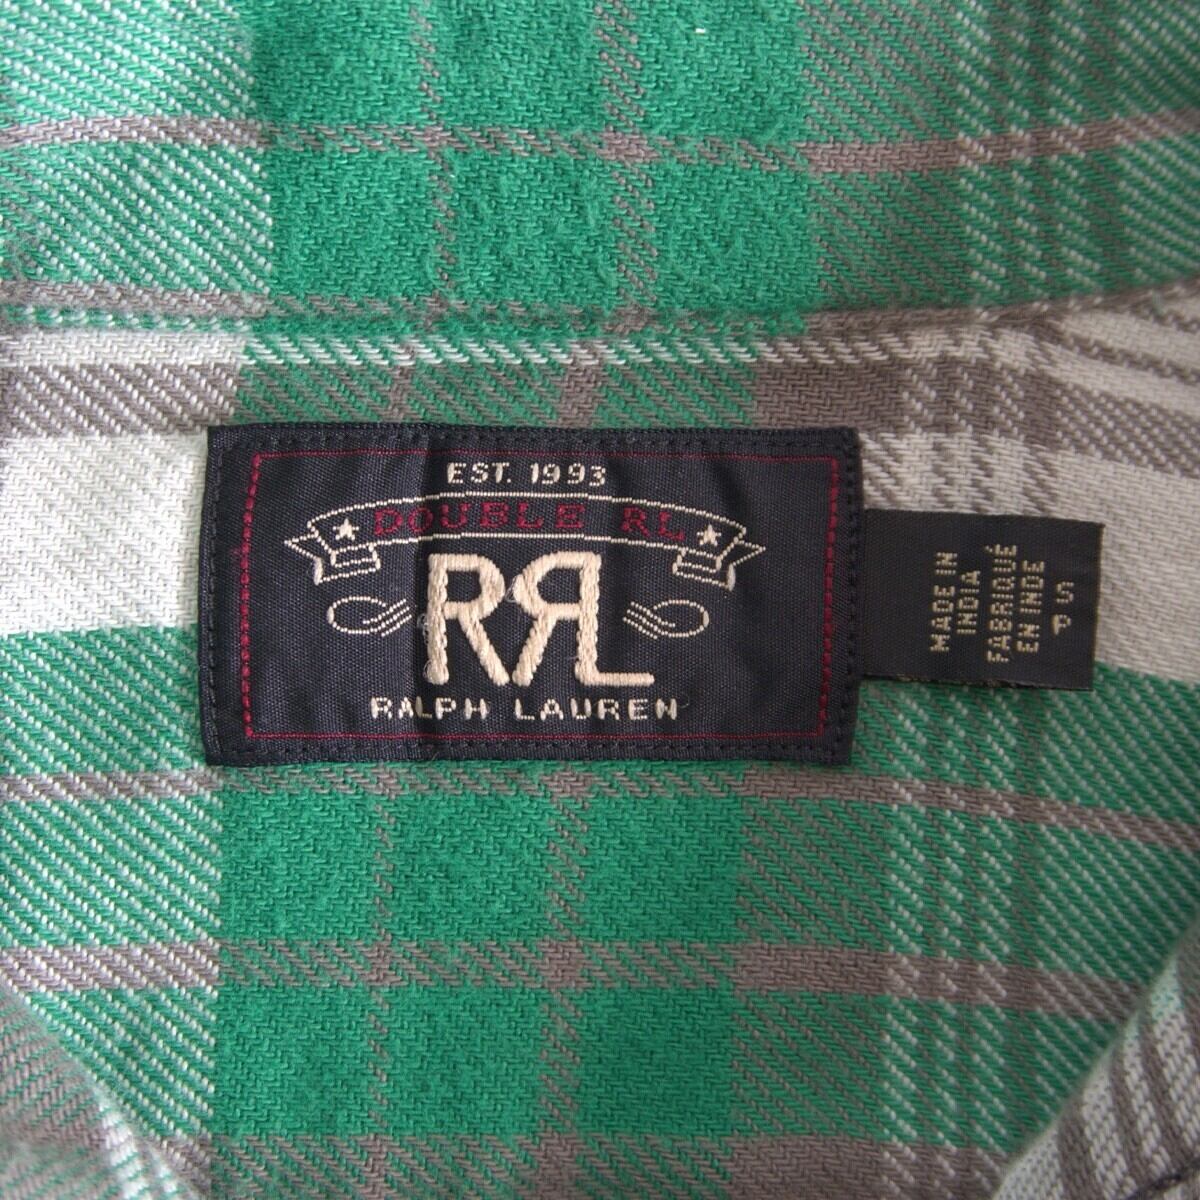 EST. 1993
DOUBLE RL
RRL
RALPH LAUREN
MADE IN
INDIA
FABRIQUÉ
EN INDE
S
P